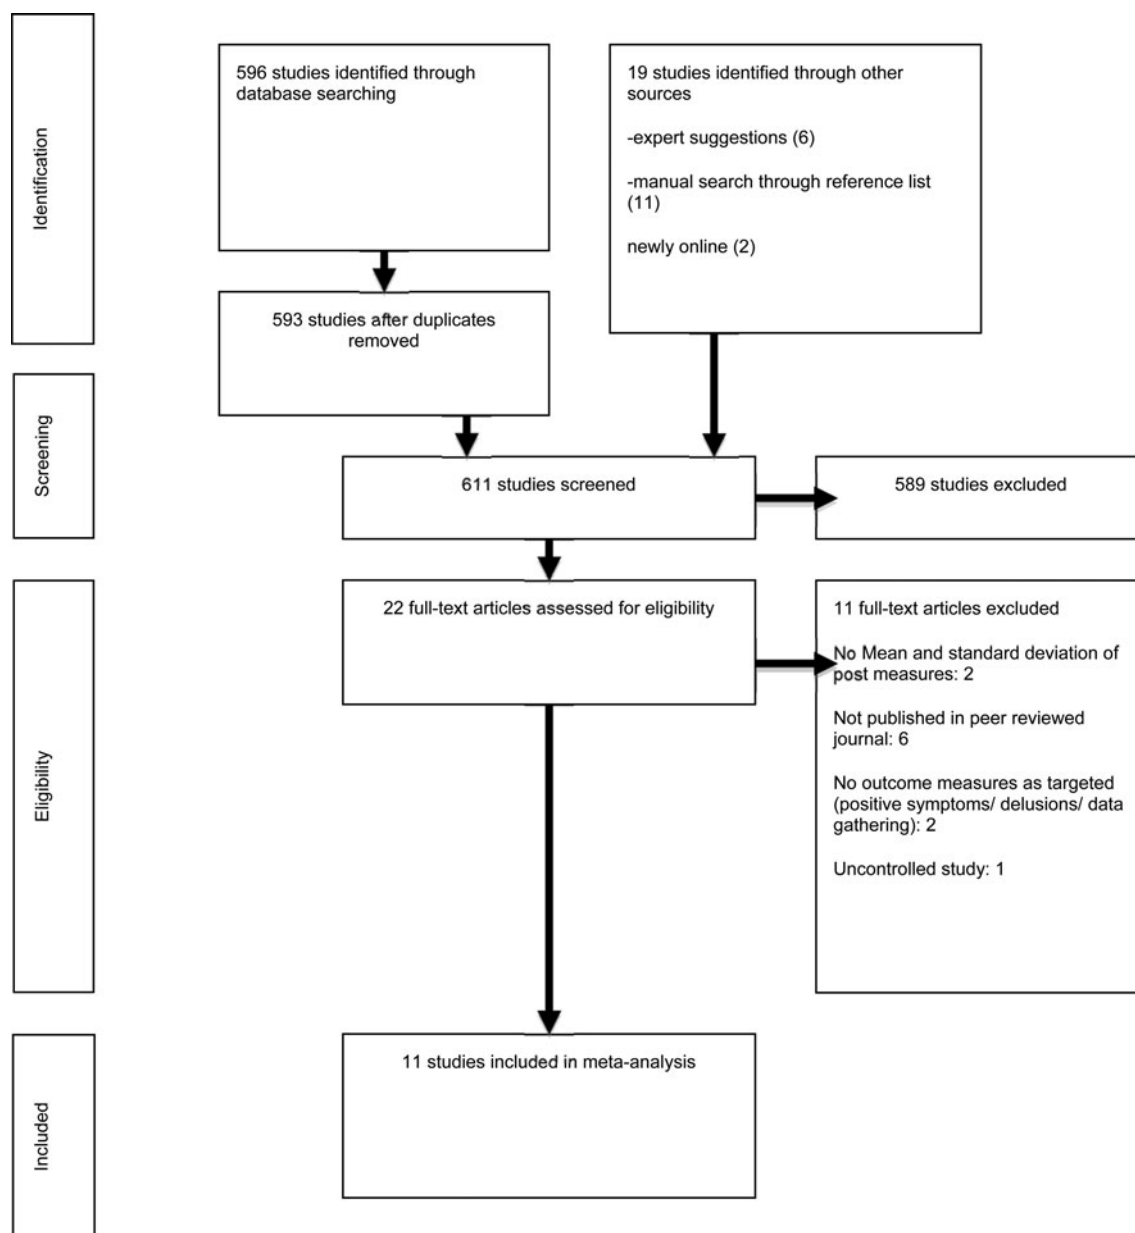 Identification
596 studies identified through
database searching
19 studies identified through other
sources
-expert suggestions (6)
-manual search through reference list
(11)
newly online (2)
593 studies after duplicates
removed
Screening
611 studies screened
589 studies excluded
Eligibility
22 full-text articles assessed for eligibility
11 full-text articles excluded
No Mean and standard deviation of
post measures: 2
Not published in peer reviewed
journal: 6
No outcome measures as targeted
(positive symptoms/ delusions/ data
gathering): 2
Uncontrolled study: 1
Included
11 studies included in meta-analysis